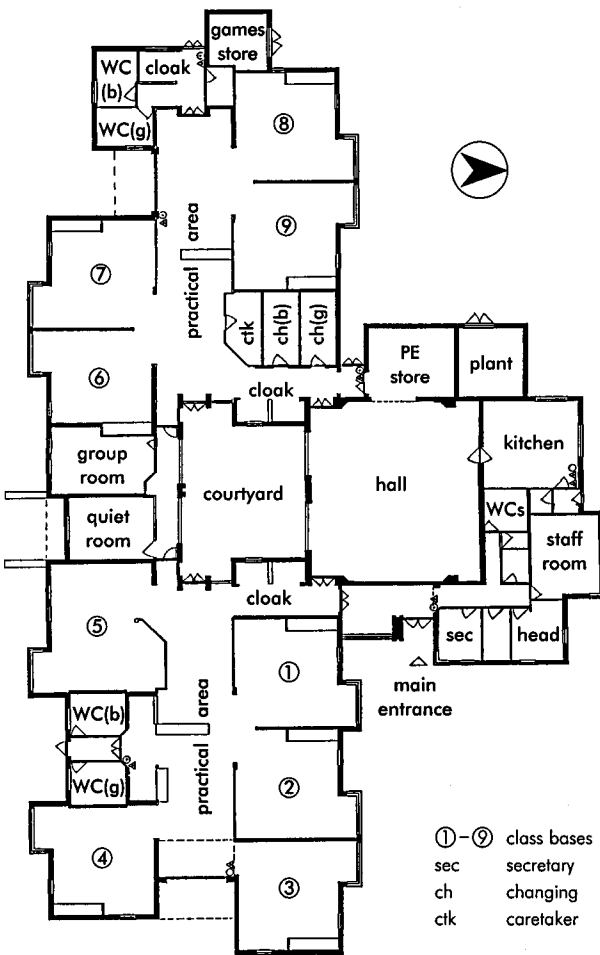 games
store
WC
(b)
cloak
WC(g)
⑧
⑨
practical area
⑦
ctk
ch(b)
ch(g)
PE
store
plant
⑥
cloak
group
room
kitchen
courtyard
hall
quiet
room
WCs
staff
room
cloak
⑤
sec
head
①
main
entrance
WC(b)
practical area
WC(g)
②
④
③
①–⑨ class bases
sec secretary
ch changing
ctk caretaker